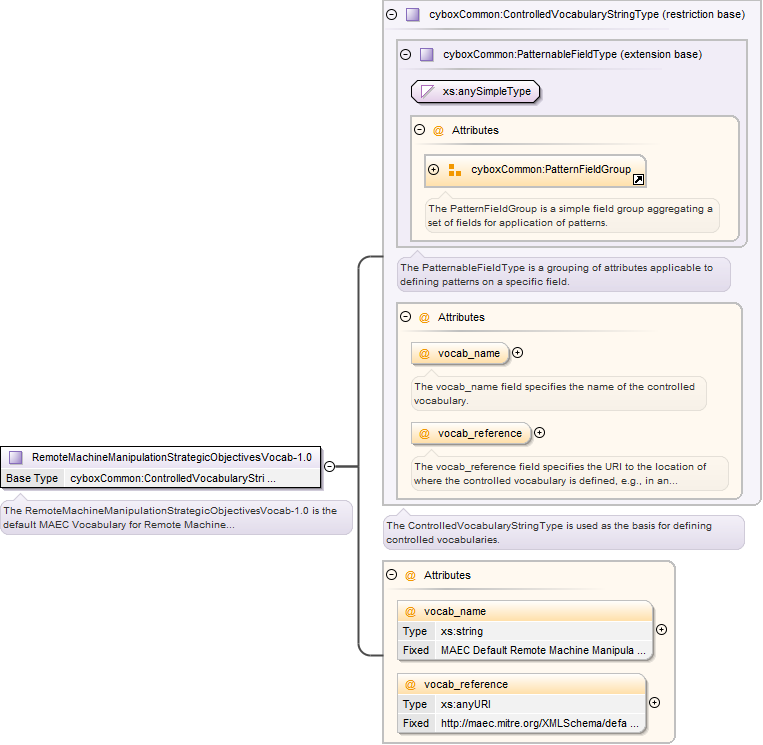 cyboxCommon:ControlledVocabularyStringType (restriction base)
cyboxCommon:PatternableFieldType (extension base)
xs:anySimpleType
@ Attributes
cyboxCommon:PatternFieldGroup
The PatternFieldGroup is a simple field group aggregating a
set of fields for application of patterns.
The PatternableFieldType is a grouping of attributes applicable to
defining patterns on a specific field.
@ Attributes
@ vocab_name
The vocab_name field specifies the name of the controlled
vocabulary.
@ vocab_reference
The vocab_reference field specifies the URI to the location of
where the controlled vocabulary is defined, e.g., in an...
The ControlledVocabularyStringType is used as the basis for defining
controlled vocabularies.
RemoteMachineManipulationStrategicObjectivesVocab-1.0
Base Type cyboxCommon:ControlledVocabularyStri ...
The RemoteMachineManipulationStrategicObjectivesVocab-1.0 is the
default MAEC Vocabulary for Remote Machine...
@ Attributes
@ vocab_name
Type xs:string
Fixed MAEC Default Remote Machine Manipula ...
@ vocab_reference
Type xs:anyURI
Fixed http://maec.mitre.org/XMLSchema/defa ...